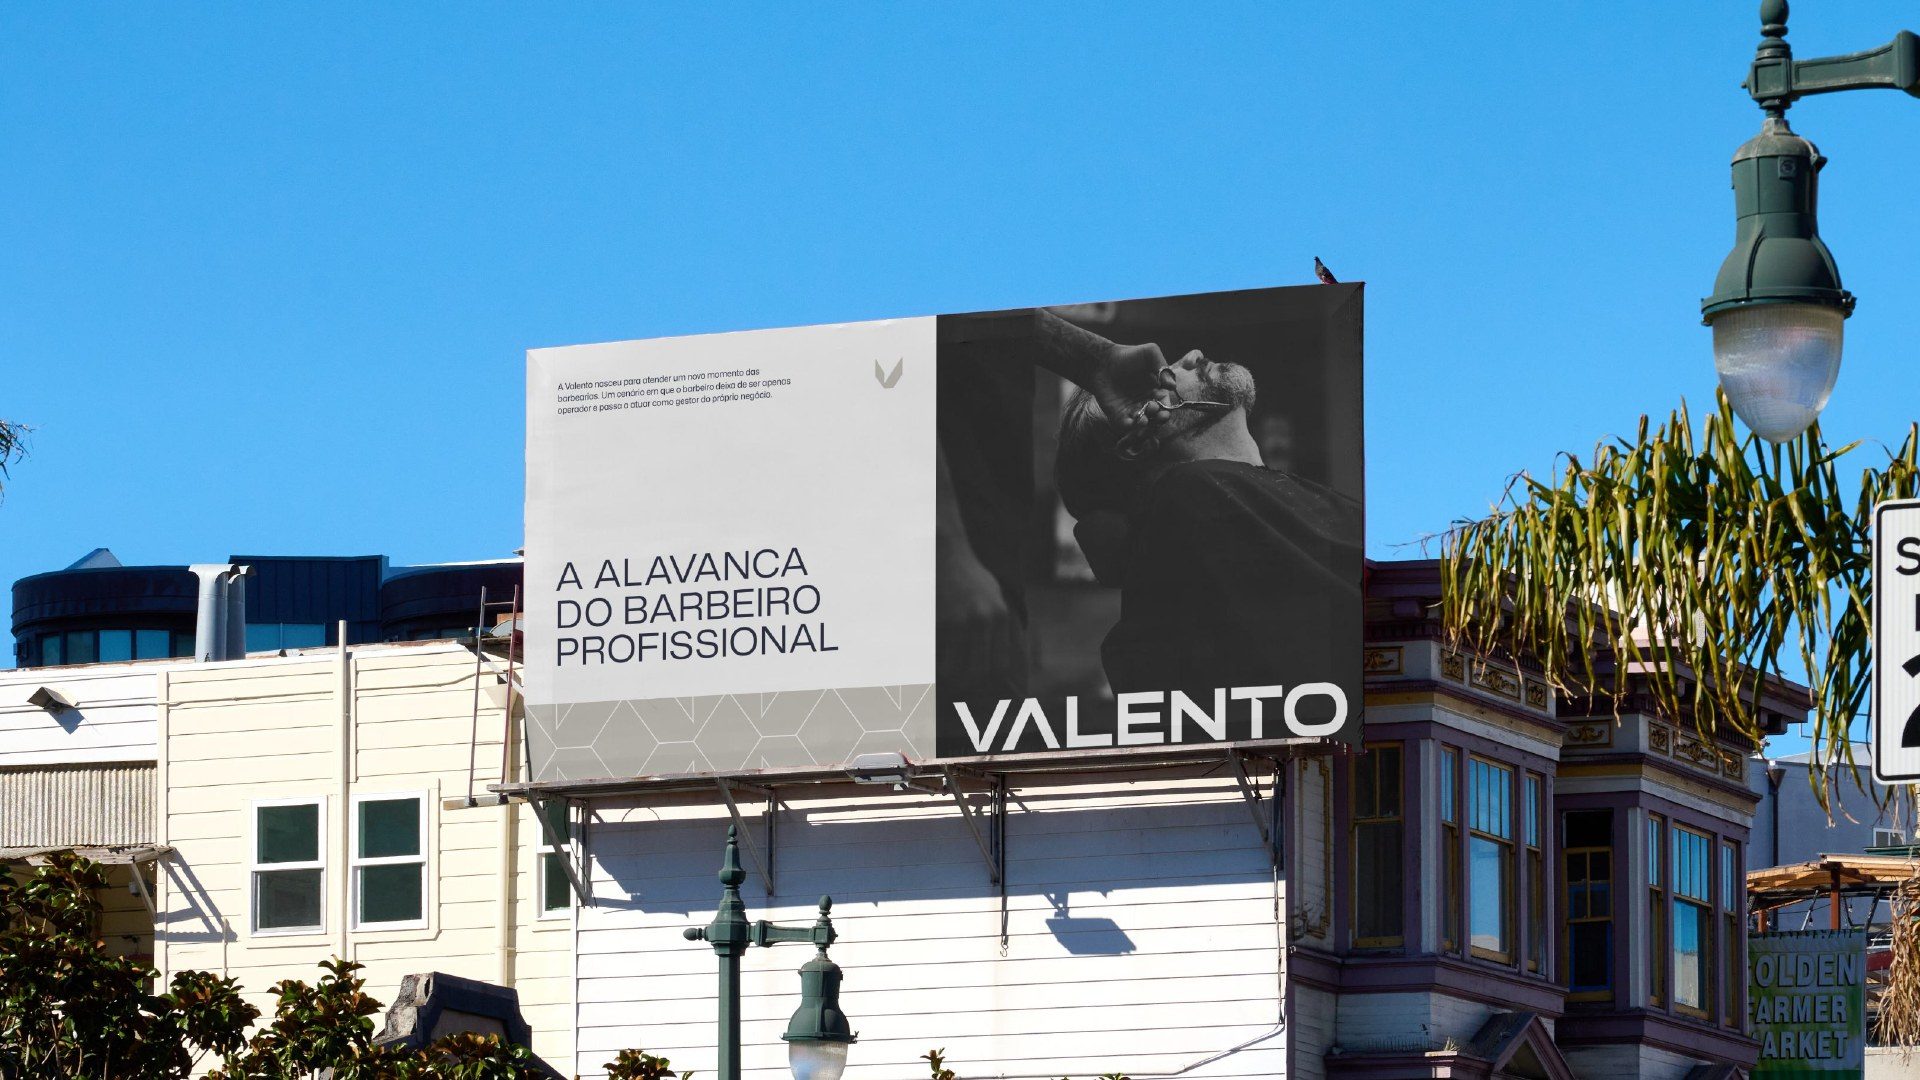 A Valento nasceu para atender um novo momento das
barbearias. Um cenário em que o barbeiro deixa de ser apenas
operador e passa a atuar como gestor do próprio negócio.
A ALAVANCA
DO BARBEIRO
PROFISSIONAL
VALENTO
S
2
OLDEN
FARMER
ARKET